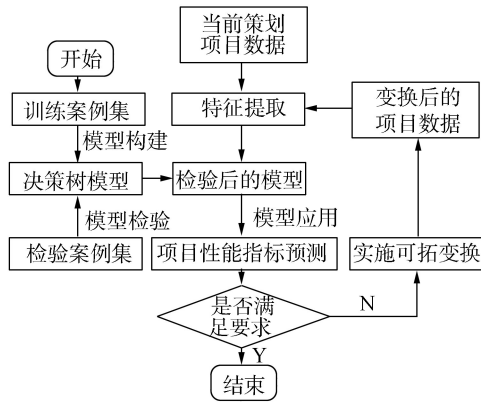 当前策划
项目数据
开始
训练案例集
特征提取
变换后的
项目数据
模型构建
决策树模型
检验后的模型
模型检验
模型应用
检验案例集
项目性能指标预测
实施可拓变换
是否满
足要求
N
Y
结束